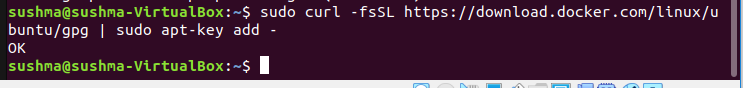 sushma@sushma-VirtualBox:~$ sudo curl -fsSL https://download.docker.com/linux/u
buntu/gpg | sudo apt-key add -
OK
sushma@sushma-VirtualBox:~$